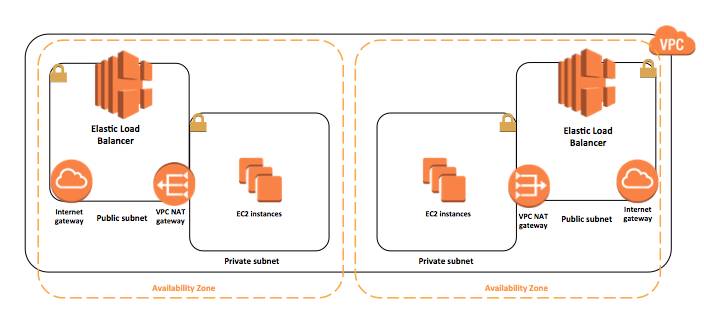 VPC
Elastic Load
Balancer
Internet
gateway
Public subnet
VPC NAT
gateway
EC2 instances
Private subnet
Availability Zone
EC2 instances
Private subnet
VPC NAT
gateway
Elastic Load
Balancer
Public subnet
Internet
gateway
Availability Zone